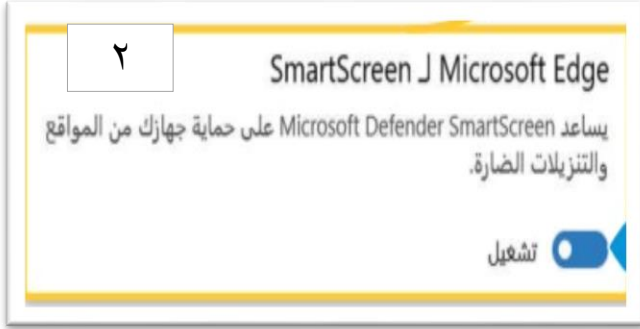 ٢
SmartScreen لـ Microsoft Edge
يساعد Microsoft Defender SmartScreen على حماية جهازك من المواقع
والتنزيلات الضارة.
تشغيل